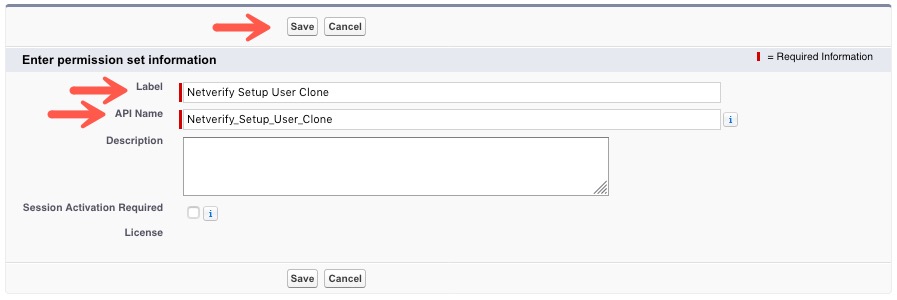 Save Cancel
Enter permission set information
= Required Information
Label
Netverify Setup User Clone
API Name
Netverify_Setup_User_Clone
i
Description
Session Activation Required
i
License
Save Cancel